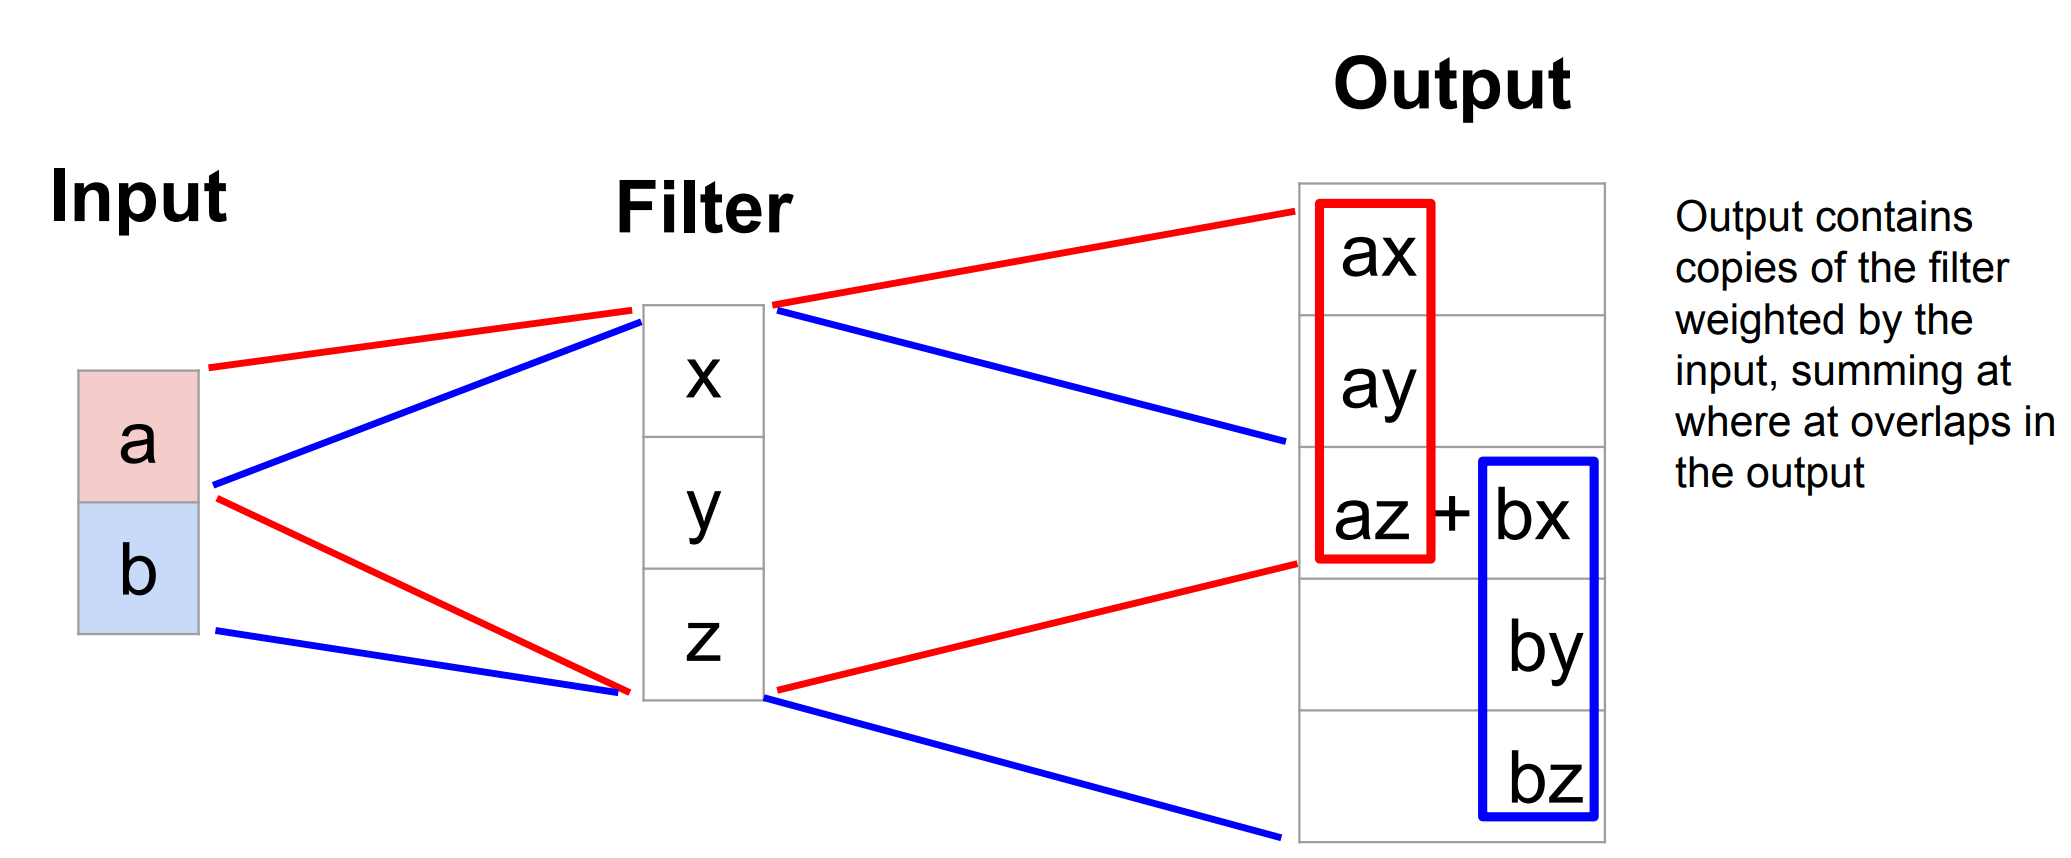 Output
Input
Filter
Output contains
copies of the filter
weighted by the
input, summing at
where at overlaps in
the output
a
b
x
y
z
ax
ay
az + bx
by
bz